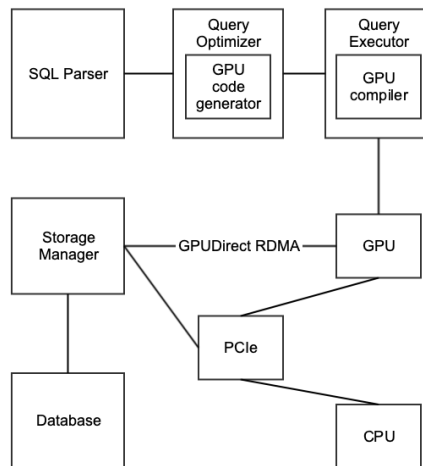 SQL Parser
Query
Optimizer
GPU
code
generator
Query
Executor
GPU
compiler
Storage
Manager
GPUDirect RDMA
GPU
PCIe
Database
CPU